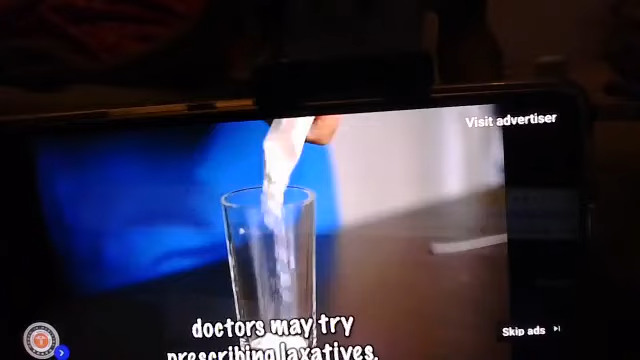 Visit advertiser
doctors may try
prescribing laxatives.
Skip ads